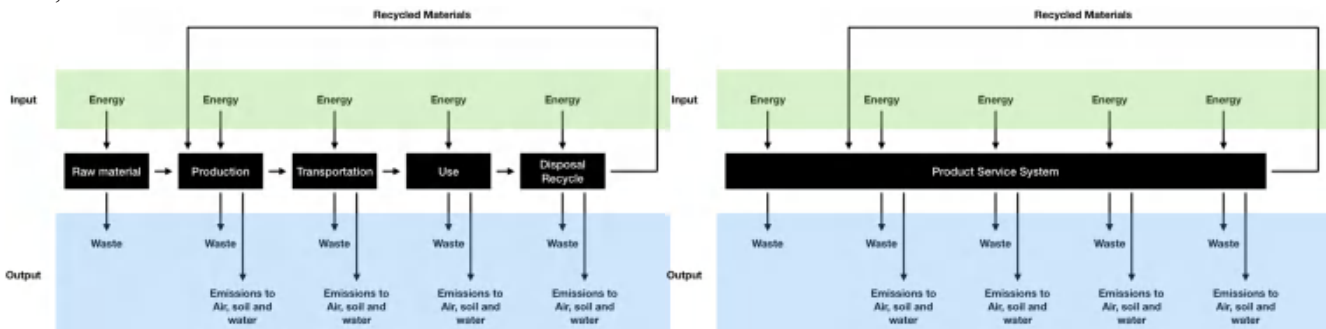 Recycled Materials
Recycled Materials
Input
Energy
Energy
Energy
Energy
Energy
Input
Energy
Energy
Energy
Energy
Energy
Raw material
Production
Transportation
Use
Disposal
Recycle
Product Service System
Waste
Waste
Waste
Waste
Waste
Waste
Waste
Waste
Waste
Waste
Output
Output
Emissions to
Air, soil and
water
Emissions to
Air, soil and
water
Emissions to
Air, soil and
water
Emissions to
Air, soil and
water
Emissions to
Air, soil and
water
Emissions to
Air, soil and
water
Emissions to
Air, soil and
water
Emissions to
Air, soil and
water